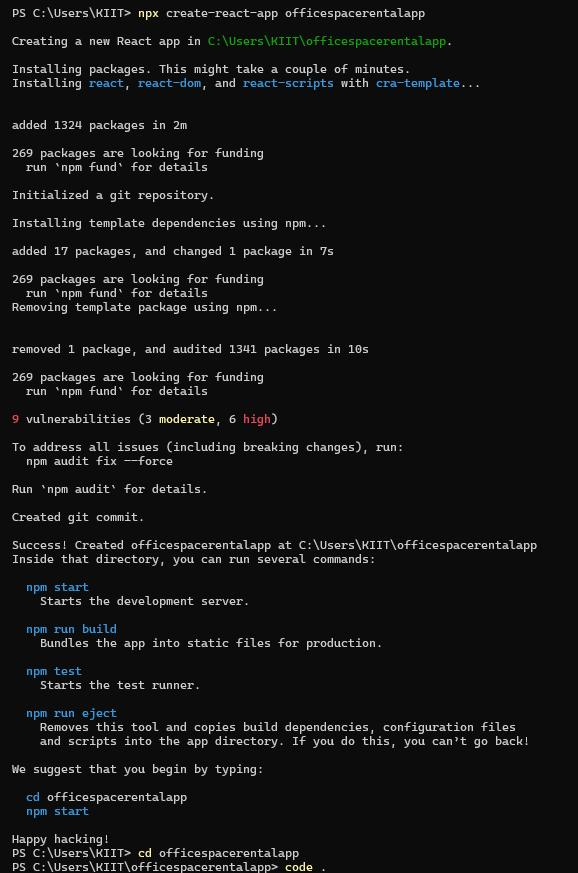 PS C:\Users\KIIT> npx create-react-app officespacerentalapp
Creating a new React app in C:\Users\KIIT\officespacerentalapp.
Installing packages. This might take a couple of minutes.
Installing react, react-dom, and react-scripts with cra-template...
added 1324 packages in 2m
269 packages are looking for funding
  run `npm fund` for details
Initialized a git repository.
Installing template dependencies using npm...
added 17 packages, and changed 1 package in 7s
269 packages are looking for funding
  run `npm fund` for details
Removing template package using npm...
removed 1 package, and audited 1341 packages in 10s
269 packages are looking for funding
  run `npm fund` for details
9 vulnerabilities (3 moderate, 6 high)
To address all issues (including breaking changes), run:
  npm audit fix --force
Run `npm audit` for details.
Created git commit.
Success! Created officespacerentalapp at C:\Users\KIIT\officespacerentalapp
Inside that directory, you can run several commands:
  npm start
    Starts the development server.
  npm run build
    Bundles the app into static files for production.
  npm test
    Starts the test runner.
  npm run eject
    Removes this tool and copies build dependencies, configuration files
    and scripts into the app directory. If you do this, you can’t go back!
We suggest that you begin by typing:
  cd officespacerentalapp
  npm start
Happy hacking!
PS C:\Users\KIIT> cd officespacerentalapp
PS C:\Users\KIIT\officespacerentalapp> code .